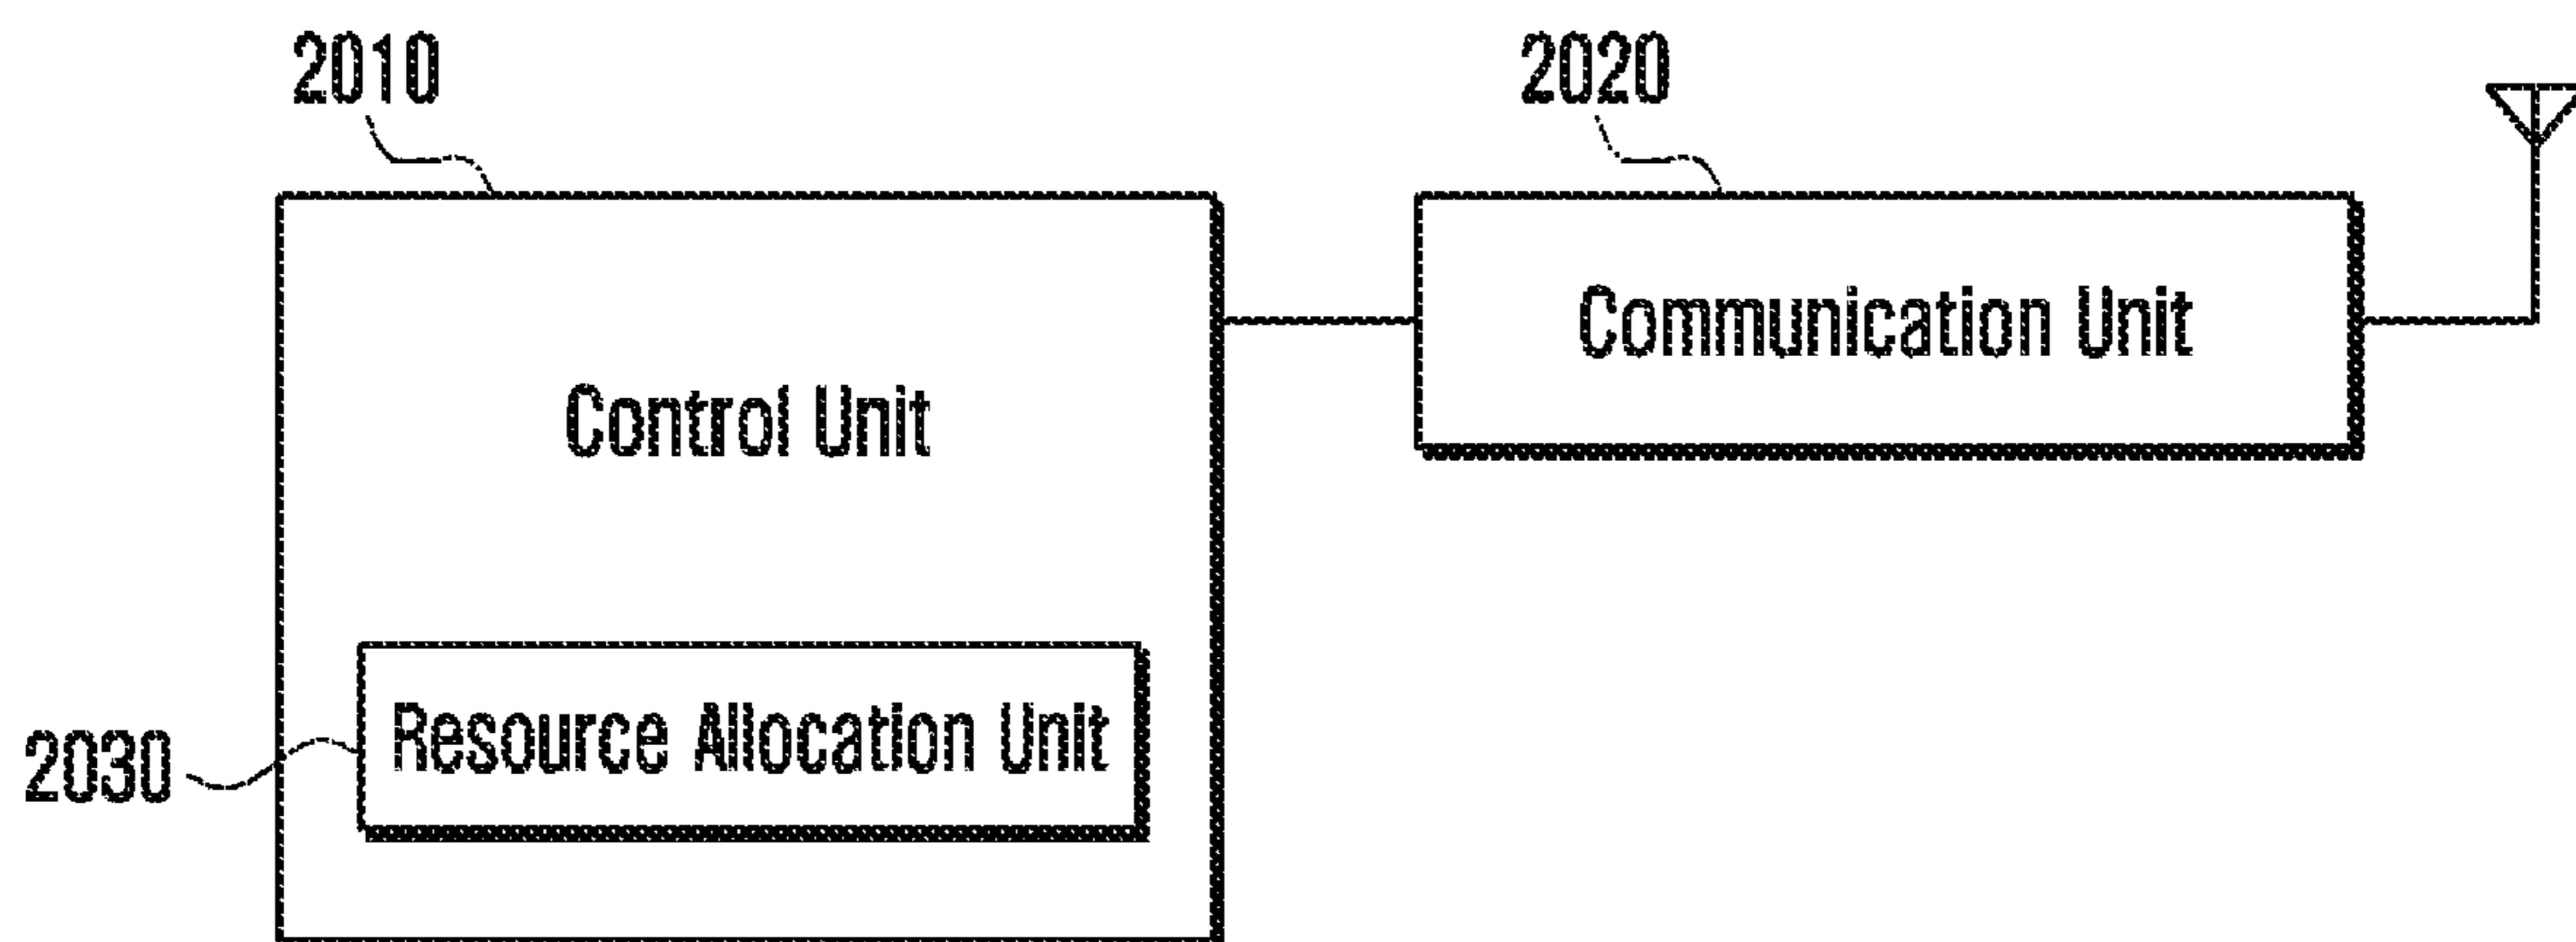 2010
2020
Communication Unit
Control Unit
2030
Resource Allocation Unit